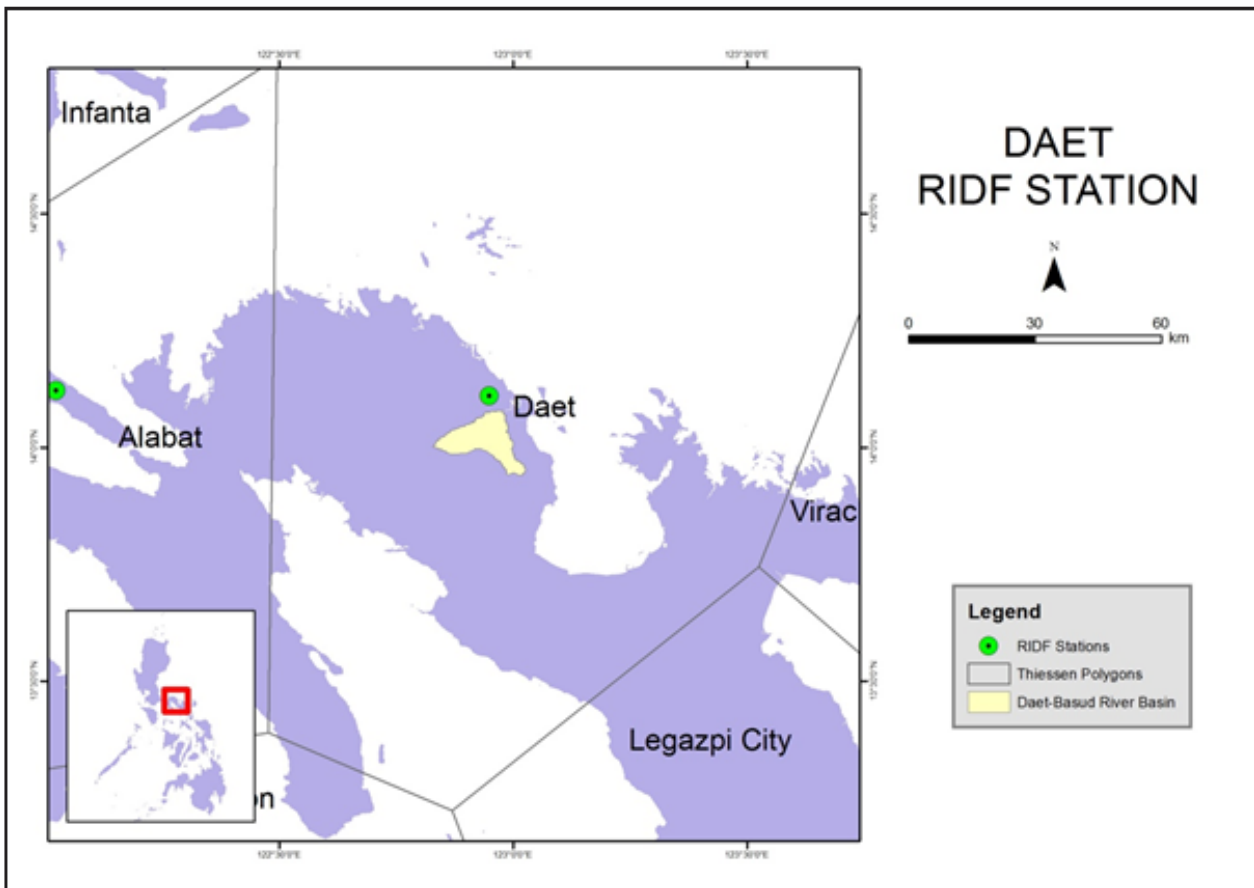 122°30'0"E
123°0'0"E
123°30'0"E
Infanta
DAET
RIDF STATION
14°30'0"N
14°30'0"N
N
0
30
60
km
Daet
Alabat
14°0'0"N
14°0'0"N
Virac
Legend
RIDF Stations
Thiessen Polygons
Daet-Basud River Basin
13°30'0"N
13°30'0"N
Legazpi City
on
122°30'0"E
123°0'0"E
123°30'0"E